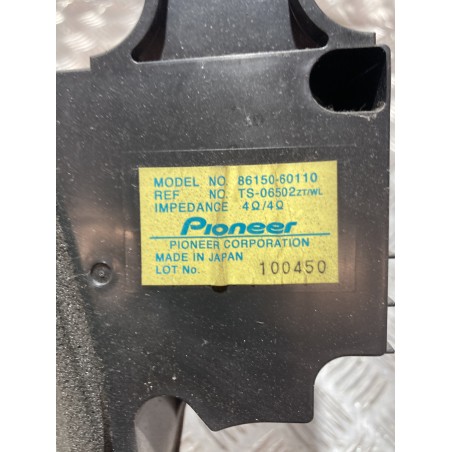 MODEL NO. 86150-60110
REF NO. TS-06502ZT/WL
IMPEDANCE 4Ω/4Ω
Pioneer
PIONEER CORPORATION
MADE IN JAPAN
LOT No. 100450